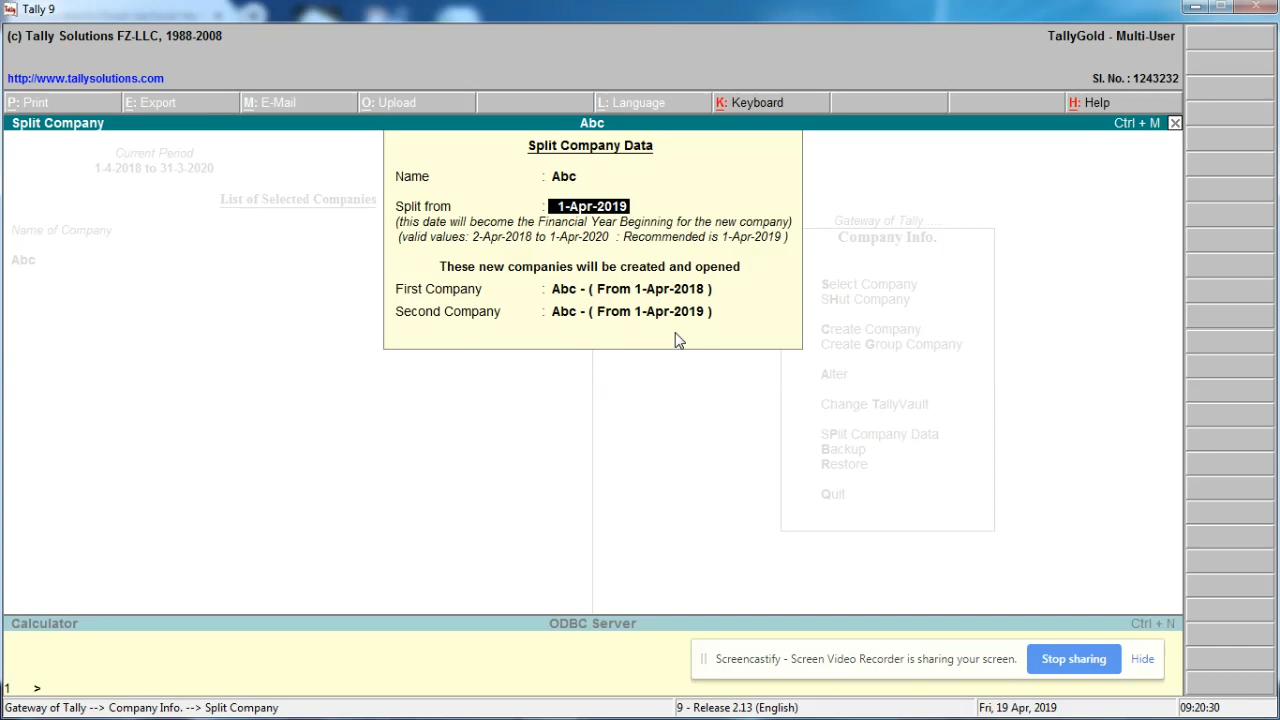 Tally 9
(c) Tally Solutions FZ-LLC, 1988-2008
TallyGold - Multi-User
http://www.tallysolutions.com
Sl. No. : 1243232
P: Print
E: Export
M: E-Mail
O: Upload
L: Language
K: Keyboard
H: Help
Split Company
Abc
Ctrl + M
Current Period
1-4-2018 to 31-3-2020
List of Selected Companies
Name of Company
Abc
Split Company Data
Name : Abc
Split from : 1-Apr-2019
(this date will become the Financial Year Beginning for the new company)
(valid values: 2-Apr-2018 to 1-Apr-2020 : Recommended is 1-Apr-2019 )
These new companies will be created and opened
First Company : Abc - ( From 1-Apr-2018 )
Second Company : Abc - ( From 1-Apr-2019 )
Gateway of Tally .....
Company Info.
Select Company
SHut Company
Create Company
Create Group Company
Alter
Change TallyVault
SPlit Company Data
Backup
Restore
Quit
Calculator
ODBC Server
Ctrl + N
Screencastify - Screen Video Recorder is sharing your screen.
Stop sharing
Hide
1 >
Gateway of Tally --> Company Info. --> Split Company
9 - Release 2.13 (English)
Fri, 19 Apr, 2019
09:20:30